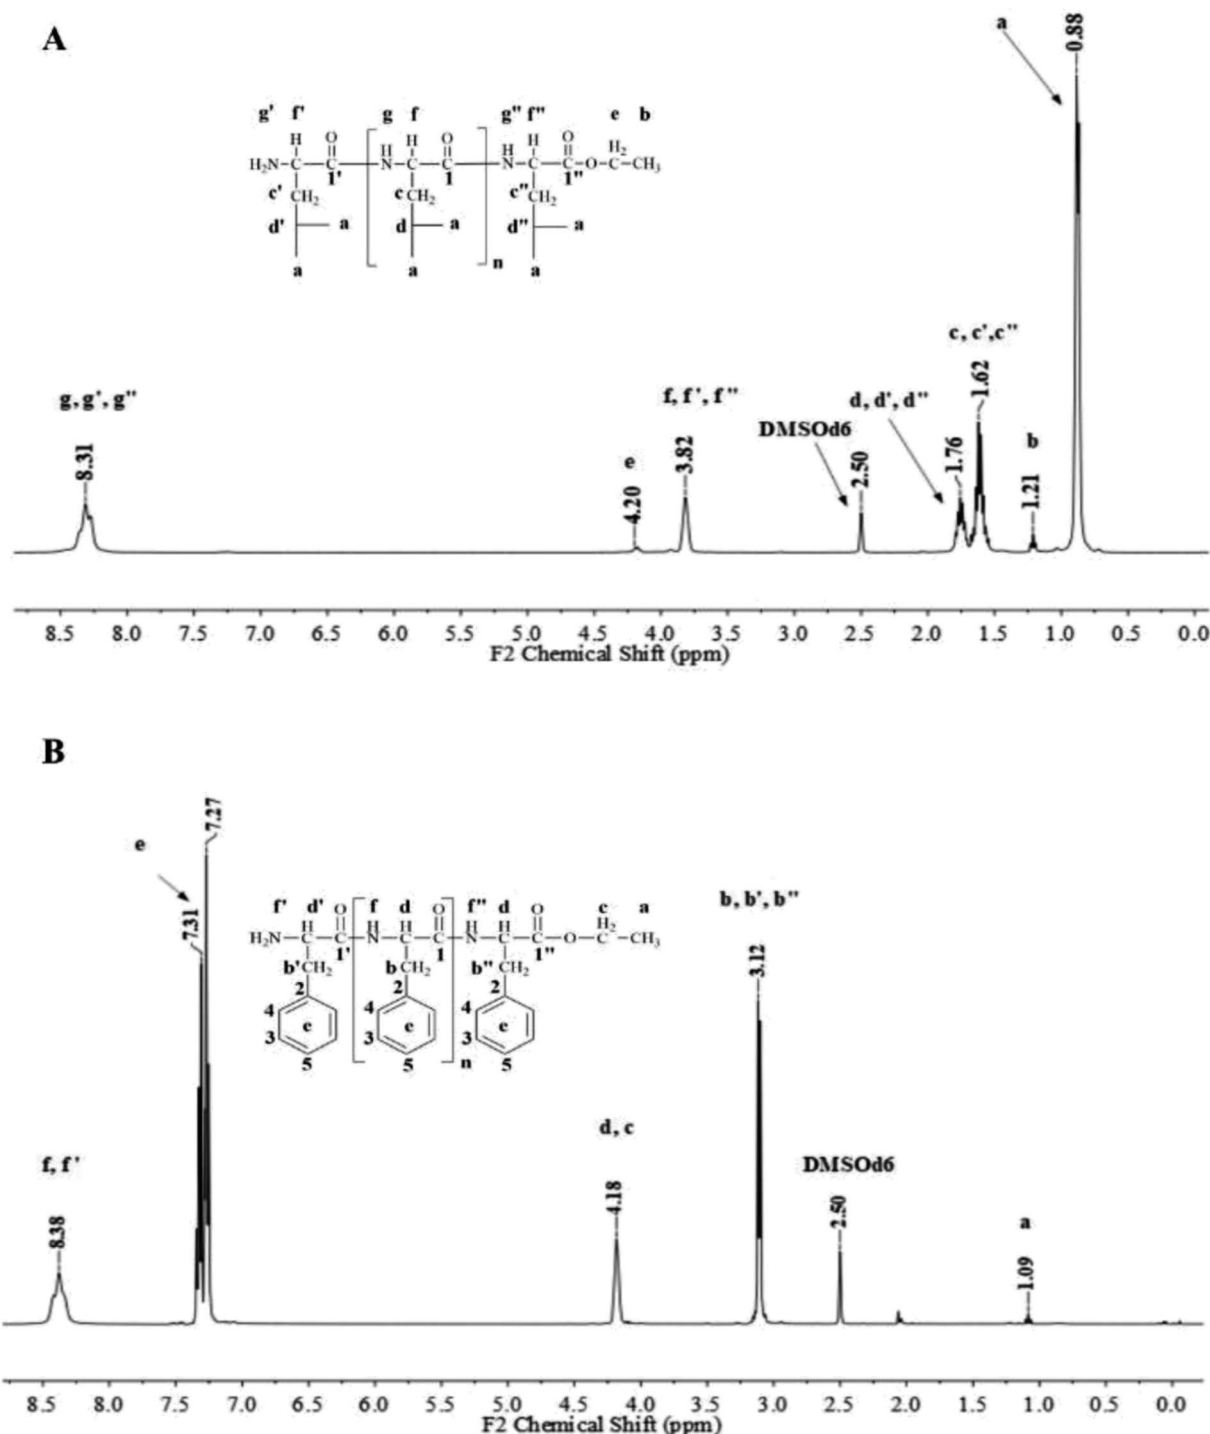 A
a
0.88
g' f' g f g" f" e b
H O H H O H H O H2
H2N C C N C C N C C O C CH3
1' 1 1"
c' CH2 c CH2 c" CH2
d' a d a d" a
a a a
n
c, c',c"
1.62
g, g', g"
8.31
f, f ', f "
3.82
d, d', d"
DMSOd6
2.50
1.76
b
1.21
e
4.20
8.5 8.0 7.5 7.0 6.5 6.0 5.5 5.0 4.5 4.0 3.5 3.0 2.5 2.0 1.5 1.0 0.5 0.0
F2 Chemical Shift (ppm)
B
7.27
e
7.31
f' d' f d f" d c a
H O H H O H H O H2
H2N C C N C C N C C O C CH3
1' 1 1"
b' CH2 b CH2 b" CH2
2 2 2
4 4 4
e e e
3 3 3
5 5 5
n
b, b', b"
3.12
d, c
4.18
f, f '
8.38
DMSOd6
2.50
a
1.09
8.5 8.0 7.5 7.0 6.5 6.0 5.5 5.0 4.5 4.0 3.5 3.0 2.5 2.0 1.5 1.0 0.5 0.0
F2 Chemical Shift (ppm)